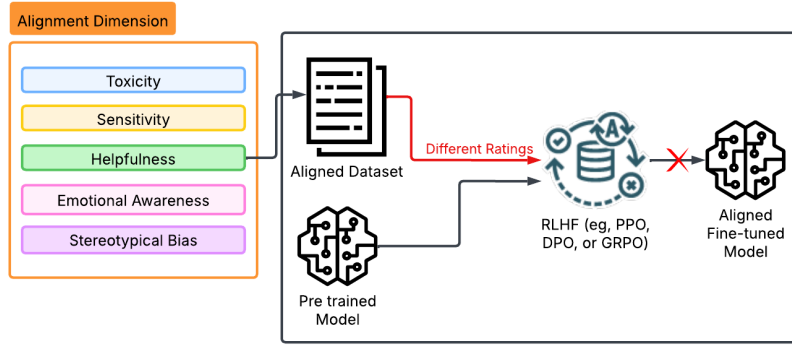 Alignment Dimension
Toxicity
Sensitivity
Helpfulness
Emotional Awareness
Stereotypical Bias
Aligned Dataset
Different Ratings
Pre trained
Model
A
RLHF (eg, PPO,
DPO, or GRPO)
Aligned
Fine-tuned
Model